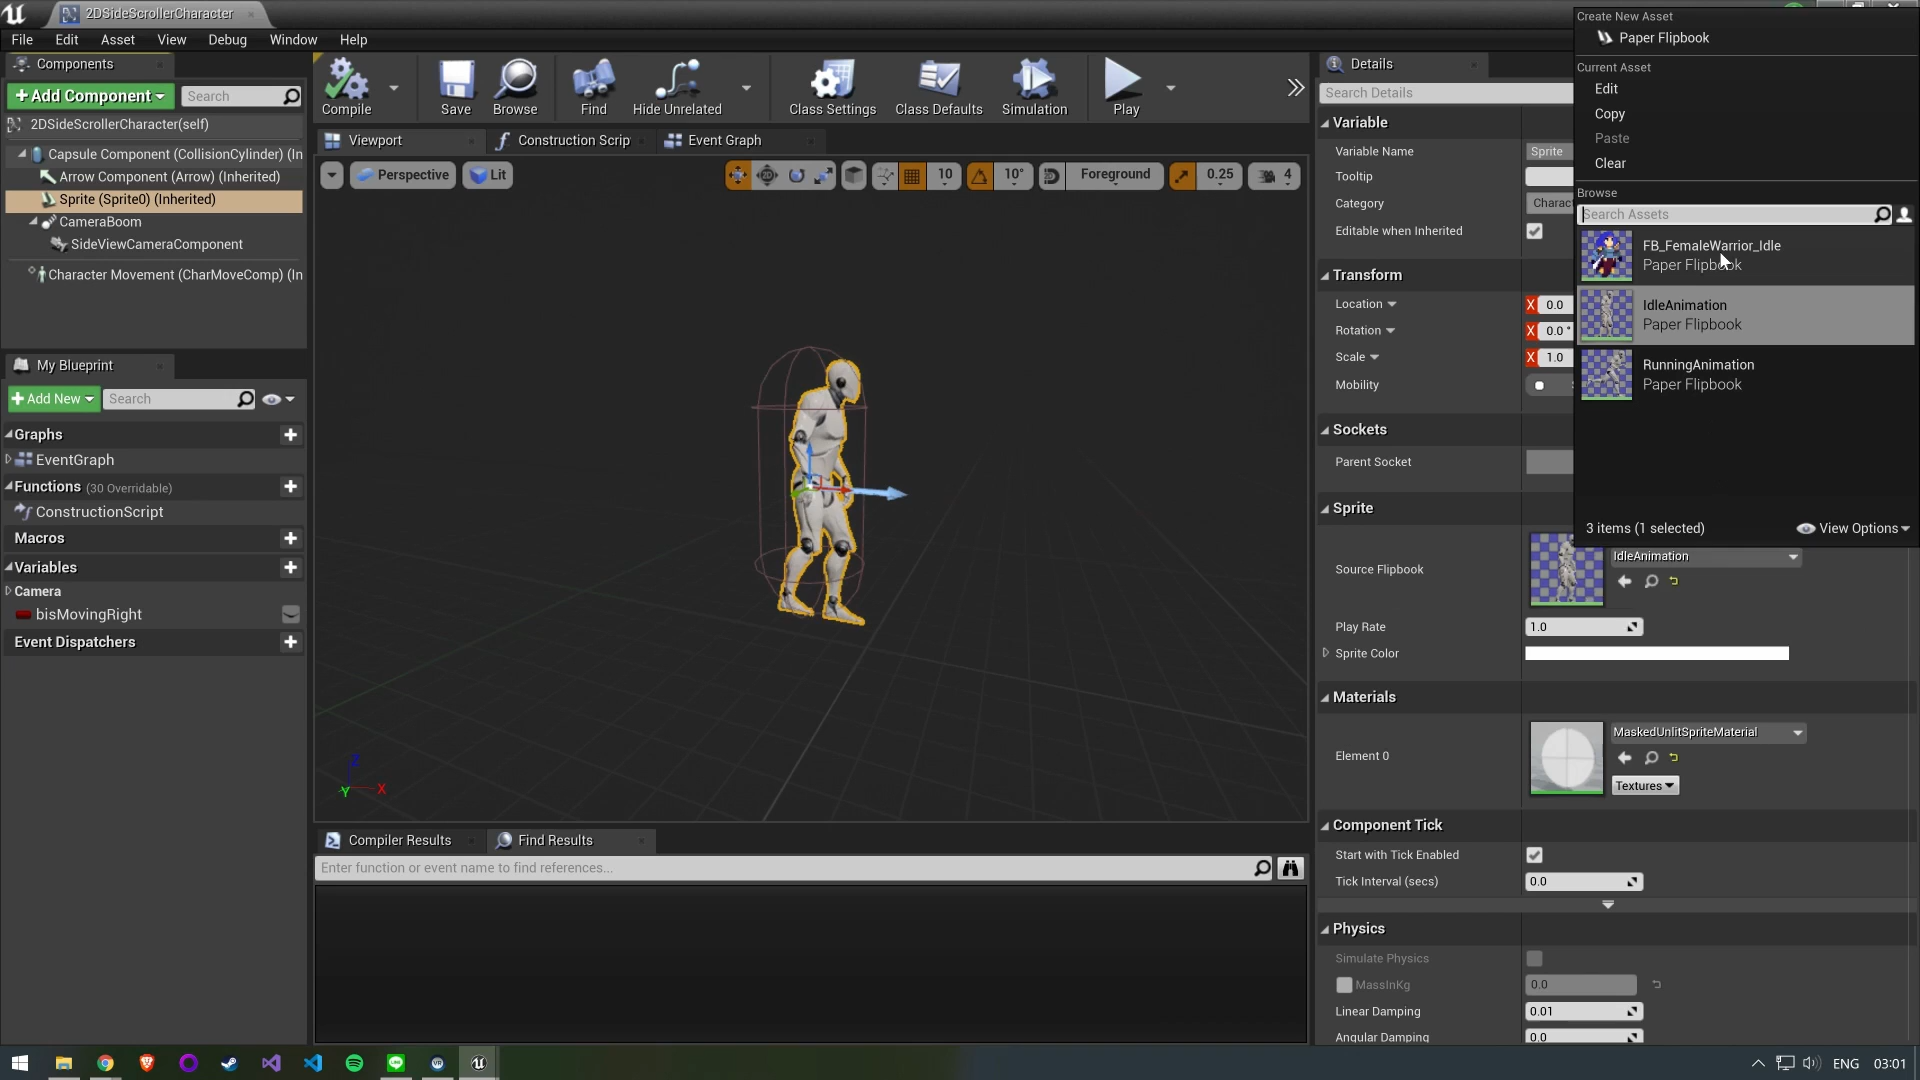 2DSideScrollerCharacter
File Edit Asset View Debug Window Help
Components
+Add Component
Search
2DSideScrollerCharacter(self)
Capsule Component (CollisionCylinder) (In
Arrow Component (Arrow) (Inherited)
Sprite (Sprite0) (Inherited)
CameraBoom
SideViewCameraComponent
Character Movement (CharMoveComp) (In
My Blueprint
+Add New
Search
Graphs
EventGraph
Functions (30 Overridable)
ConstructionScript
Macros
Variables
Camera
bisMovingRight
Event Dispatchers
Compile
Save
Browse
Find
Hide Unrelated
Class Settings
Class Defaults
Simulation
Play
Viewport
Construction Scrip
Event Graph
Perspective
Lit
10
10°
Foreground
0.25
4
Z
Y
X
Compiler Results
Find Results
Enter function or event name to find references...
Details
Search Details
Variable
Variable Name
Sprite
Tooltip
Category
Charac
Editable when Inherited
Transform
Location
X 0.0
Rotation
X 0.0 °
Scale
X 1.0
Mobility
Sockets
Parent Socket
Sprite
Source Flipbook
IdleAnimation
Play Rate
1.0
Sprite Color
Materials
Element 0
MaskedUnlitSpriteMaterial
Textures
Component Tick
Start with Tick Enabled
Tick Interval (secs)
0.0
Physics
Simulate Physics
MassInKg
0.0
Linear Damping
0.01
Angular Damping
0.0
Create New Asset
Paper Flipbook
Current Asset
Edit
Copy
Paste
Clear
Browse
Search Assets
FB_FemaleWarrior_Idle
Paper Flipbook
IdleAnimation
Paper Flipbook
RunningAnimation
Paper Flipbook
3 items (1 selected)
View Options
ENG
03:01